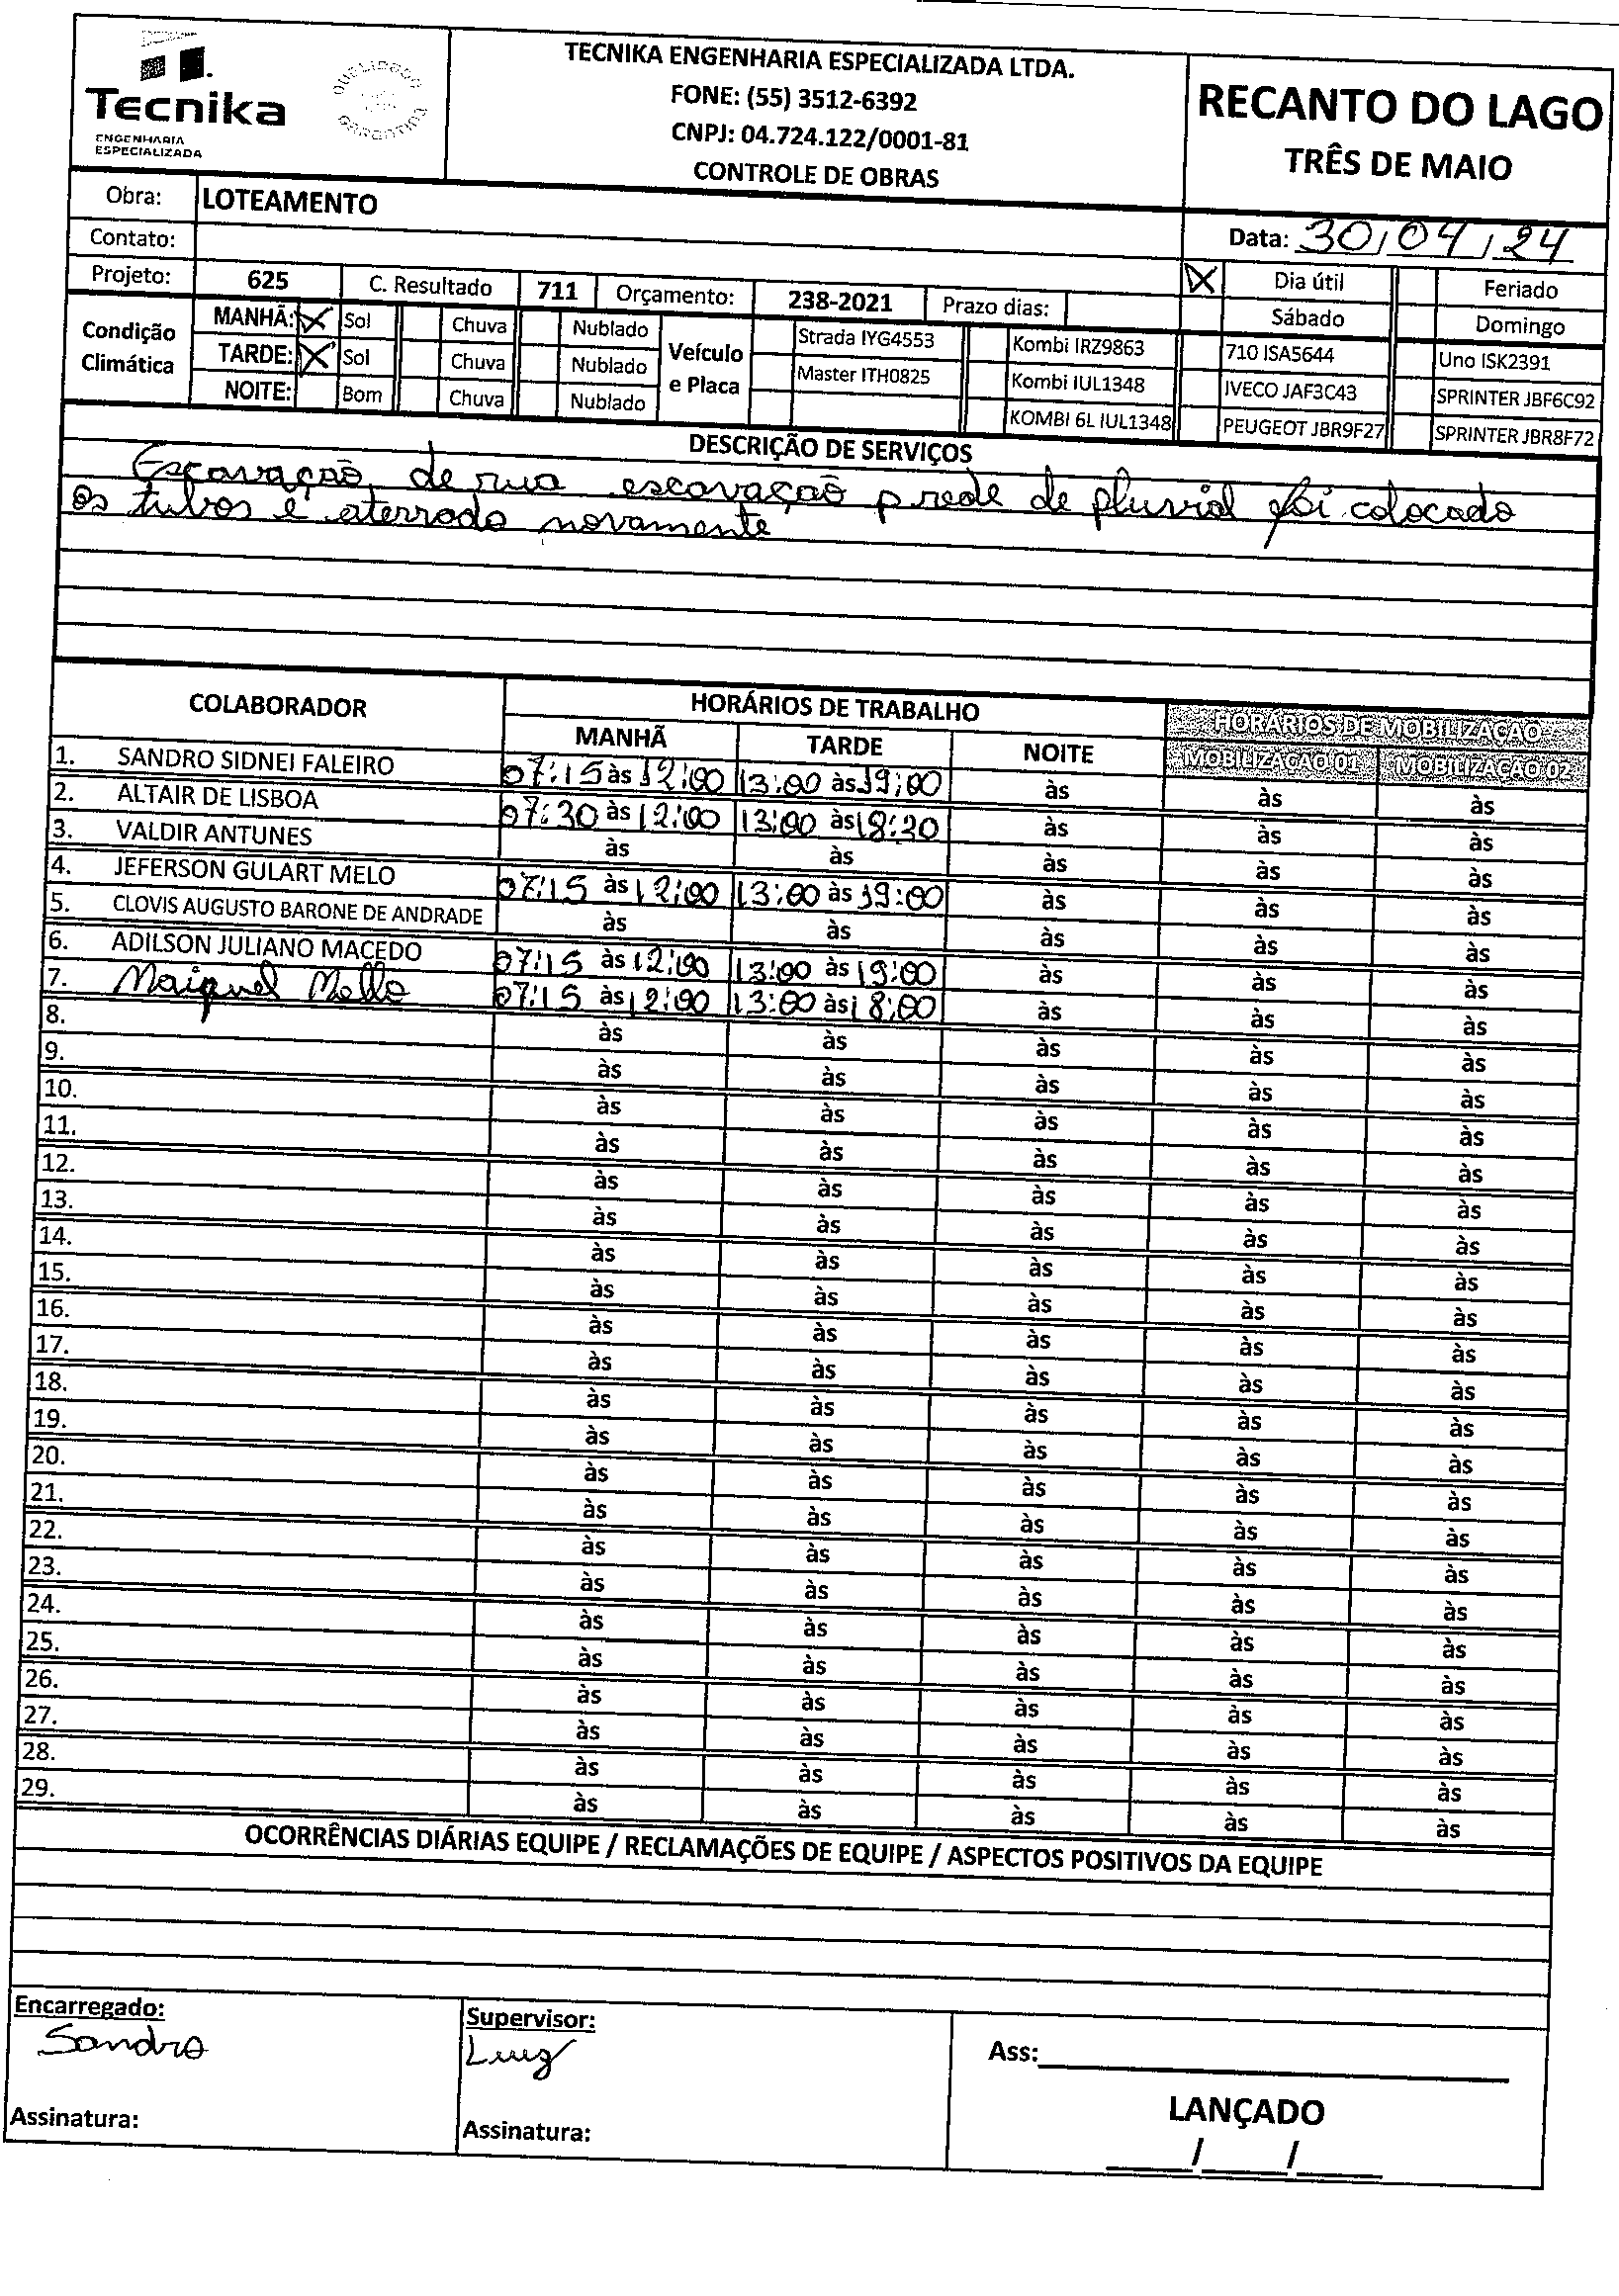 Tecnika
ENGENHARIA
ESPECIALIZADA
QUALIDADE
GARANTIDA
TECNIKA ENGENHARIA ESPECIALIZADA LTDA.
FONE: (55) 3512-6392
CNPJ: 04.724.122/0001-81
CONTROLE DE OBRAS
RECANTO DO LAGO
TRÊS DE MAIO
Obra: LOTEAMENTO
Contato:
Data: 30/04/24
Projeto: 625 C. Resultado 711 Orçamento: 238-2021 Prazo dias:
X Dia útil Feriado
Sábado Domingo
Condição Climática
MANHÃ: X Sol Chuva Nublado
TARDE: X Sol Chuva Nublado
NOITE: Bom Chuva Nublado
Veículo e Placa
Strada IYG4553 Kombi IRZ9863 710 ISA5644 Uno ISK2391
Master ITH0825 Kombi IUL1348 IVECO JAF3C43 SPRINTER JBF6C92
KOMBI 6L IUL1348 PEUGEOT JBR9F27 SPRINTER JBR8F72
DESCRIÇÃO DE SERVIÇOS
Escavação de rua escavação p rede de pluvial foi colocado
os tubos e aterrado novamente
COLABORADOR HORÁRIOS DE TRABALHO HORÁRIOS DE MOBILIZAÇÃO
MANHÃ TARDE NOITE MOBILIZAÇÃO 01 MOBILIZAÇÃO 02
1. SANDRO SIDNEI FALEIRO 07:15 às 12:00 13:00 às 19:00 às às às
2. ALTAIR DE LISBOA 07:30 às 12:00 13:00 às 18:30 às às às
3. VALDIR ANTUNES às às às às às
4. JEFERSON GULART MELO 07:15 às 12:00 13:00 às 19:00 às às às
5. CLOVIS AUGUSTO BARONE DE ANDRADE às às às às às
6. ADILSON JULIANO MACEDO 07:15 às 12:00 13:00 às 19:00 às às às
7. Maiquel Mello 07:15 às 12:00 13:00 às 18:00 às às às
8. às às às às às
9. às às às às às
10. às às às às às
11. às às às às às
12. às às às às às
13. às às às às às
14. às às às às às
15. às às às às às
16. às às às às às
17. às às às às às
18. às às às às às
19. às às às às às
20. às às às às às
21. às às às às às
22. às às às às às
23. às às às às às
24. às às às às às
25. às às às às às
26. às às às às às
27. às às às às às
28. às às às às às
29. às às às às às
OCORRÊNCIAS DIÁRIAS EQUIPE / RECLAMAÇÕES DE EQUIPE / ASPECTOS POSITIVOS DA EQUIPE
Encarregado:
Sandro
Assinatura:
Supervisor:
Luiz
Assinatura:
Ass:
LANÇADO
/ /